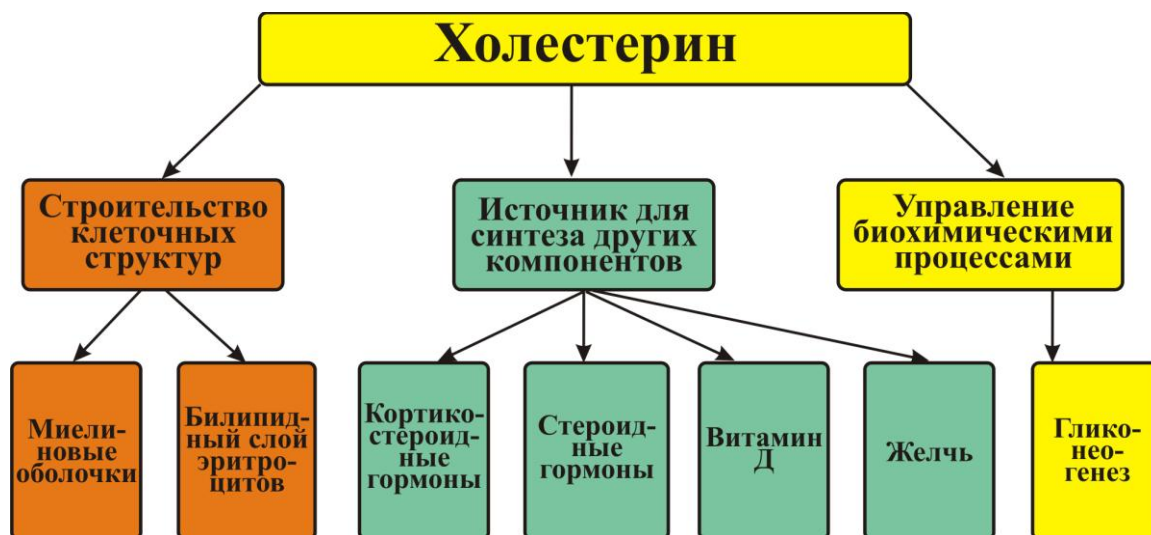 Холестерин
Строительство
клеточных
структур
Источник для
синтеза других
компонентов
Управление
биохимическими
процессами
Миели-
новые
оболочки
Билипид-
ный слой
эритро-
цитов
Кортико-
стероид-
ные
гормоны
Стероид-
ные
гормоны
Витамин
Д
Желчь
Глико-
нео-
генез